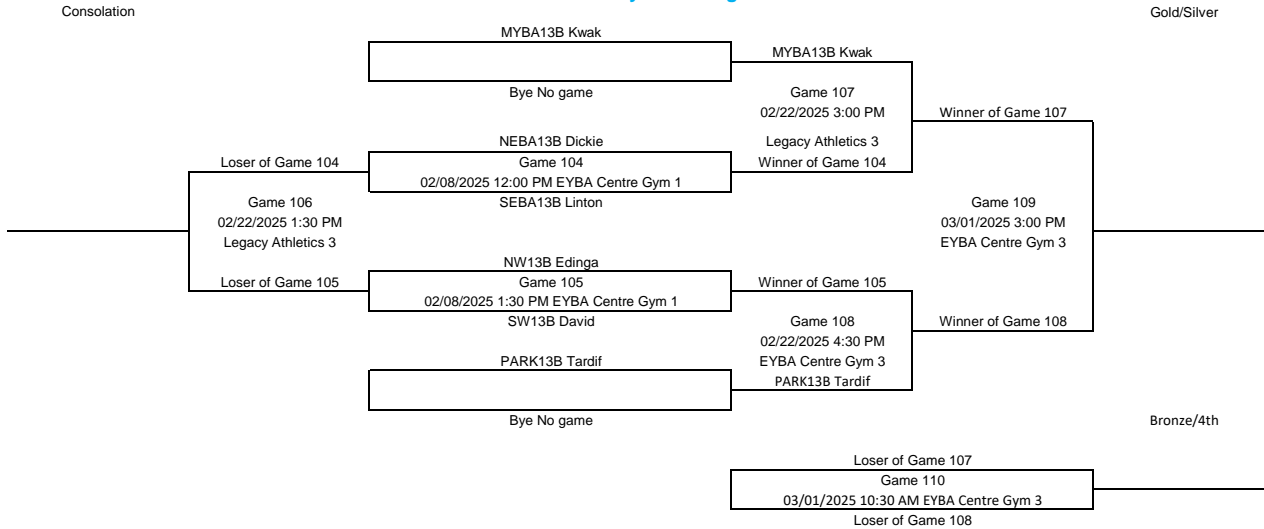 Consolation
Gold/Silver
MYBA13B Kwak
MYBA13B Kwak
Bye No game
Game 107
02/22/2025 3:00 PM
Winner of Game 107
NEBA13B Dickie
Legacy Athletics 3
Loser of Game 104
Game 104
Winner of Game 104
02/08/2025 12:00 PM EYBA Centre Gym 1
Game 106
SEBA13B Linton
Game 109
02/22/2025 1:30 PM
03/01/2025 3:00 PM
Legacy Athletics 3
EYBA Centre Gym 3
NW13B Edinga
Loser of Game 105
Game 105
Winner of Game 105
02/08/2025 1:30 PM EYBA Centre Gym 1
SW13B David
Game 108
Winner of Game 108
02/22/2025 4:30 PM
PARK13B Tardif
EYBA Centre Gym 3
PARK13B Tardif
Bye No game
Bronze/4th
Loser of Game 107
Game 110
03/01/2025 10:30 AM EYBA Centre Gym 3
Loser of Game 108